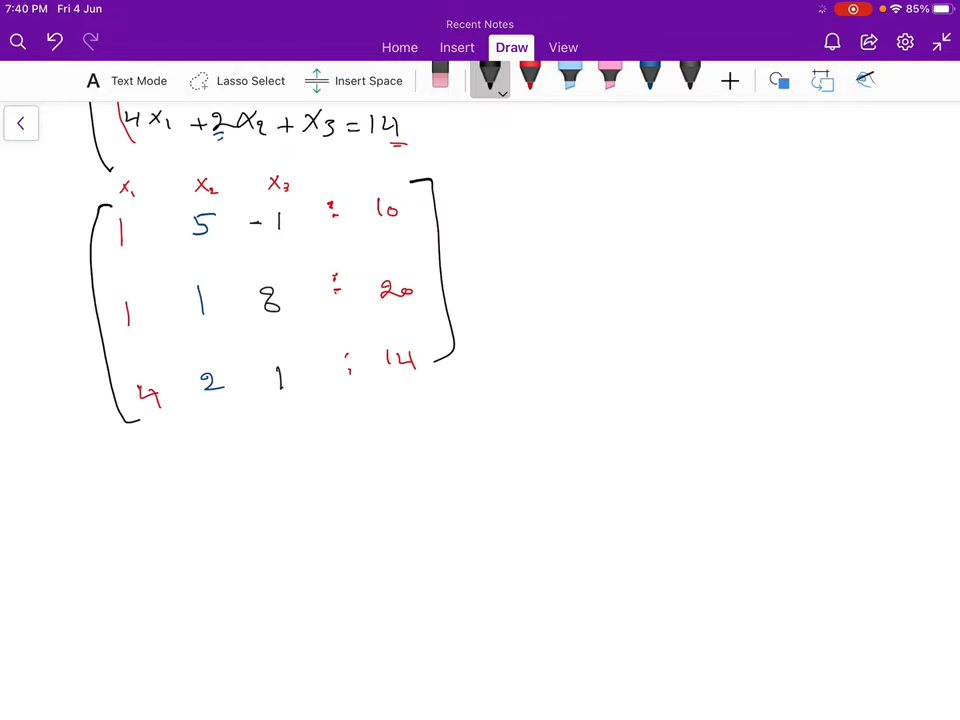 7:40 PM Fri 4 Jun 85%
Recent Notes
Home Insert Draw View
Text Mode Lasso Select Insert Space
4x₁ + 2x₂ + x₃ = 14
x₁ x₂ x₃
1 5 -1 : 10
1 1 8 : 20
4 2 1 : 14